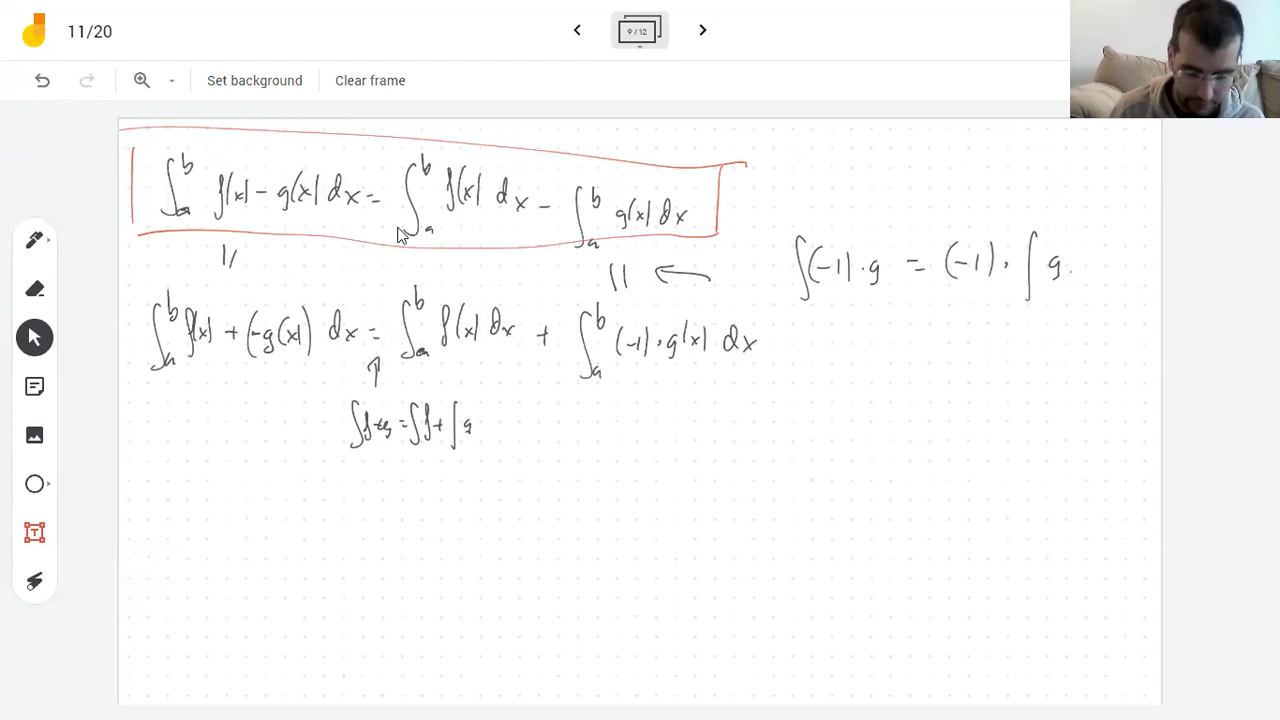 11/20
9 / 12
Set background
Clear frame
∫_a^b f(x) - g(x) dx = ∫_a^b f(x) dx - ∫_a^b g(x) dx
∫(-1)·g = (-1)·∫g.
∫_a^b f(x) + (-g(x)) dx = ∫_a^b f(x) dx + ∫_a^b (-1)·g(x) dx
∫f+g = ∫f + ∫g
T